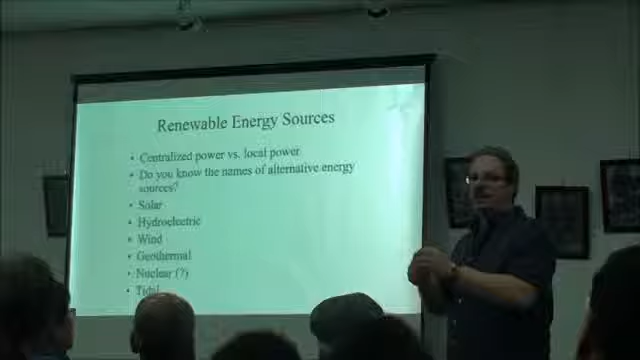 Renewable Energy Sources
• Centralized power vs. local power
• Do you know the names of alternative energy
sources?
• Solar
• Hydroelectric
• Wind
• Geothermal
• Nuclear (?)
• Tidal